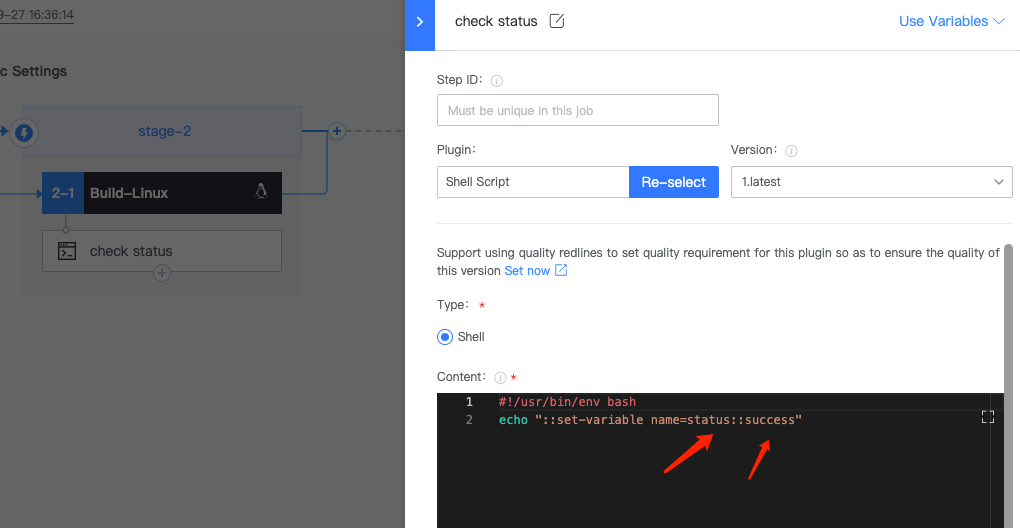 9-27 16:36:14
check status
Use Variables
c Settings
Step ID:
Must be unique in this job
stage-2
Plugin:
Version:
Shell Script
Re-select
1.latest
2-1
Build-Linux
check status
Support using quality redlines to set quality requirement for this plugin so as to ensure the quality of
this version Set now
Type: *
Shell
Content: *
1 #!/usr/bin/env bash
2 echo "::set-variable name=status::success"